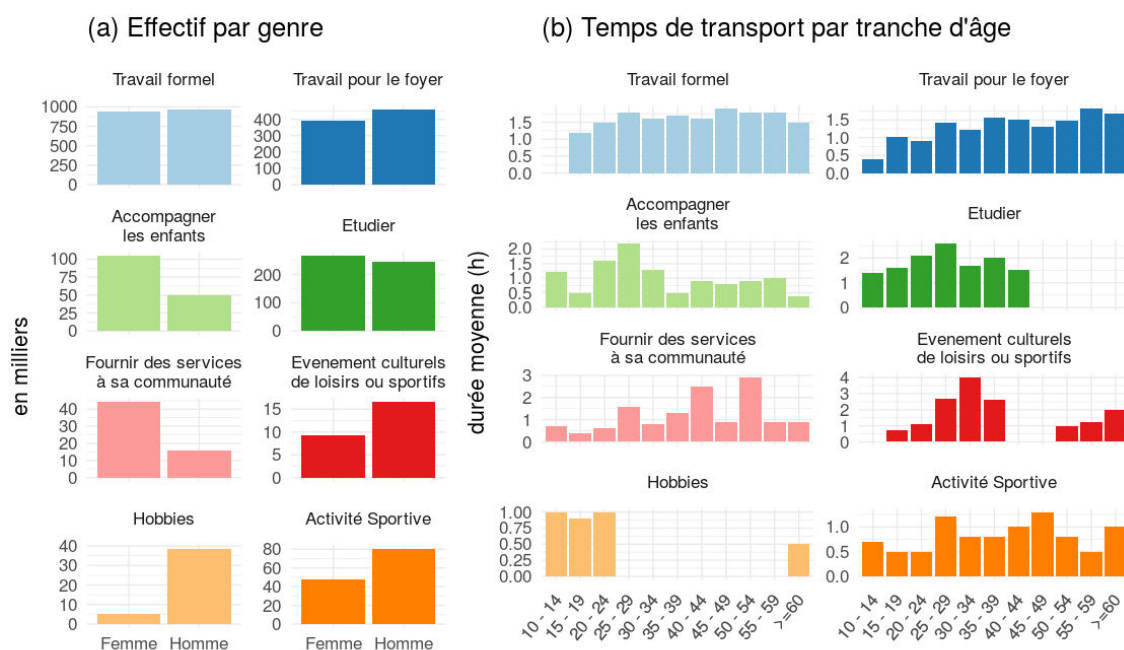 (a) Effectif par genre
en milliers
Travail formel
1000
750
500
250
0
Travail pour le foyer
400
300
200
100
0
Accompagner
les enfants
100
75
50
25
0
Etudier
200
100
0
Fournir des services
à sa communauté
40
30
20
10
0
Evenement culturels
de loisirs ou sportifs
15
10
5
0
Hobbies
40
30
20
10
0
Femme Homme
Activité Sportive
80
60
40
20
0
Femme Homme
(b) Temps de transport par tranche d'âge
durée moyenne (h)
Travail formel
1.5
1.0
0.5
0.0
Travail pour le foyer
1.5
1.0
0.5
0.0
Accompagner
les enfants
2.0
1.5
1.0
0.5
0.0
Etudier
2
1
0
Fournir des services
à sa communauté
3
2
1
0
Evenement culturels
de loisirs ou sportifs
4
3
2
1
0
Hobbies
1.00
0.75
0.50
0.25
0.00
10 - 14
15 - 19
20 - 24
25 - 29
30 - 34
35 - 39
40 - 44
45 - 49
50 - 54
55 - 59
>=60
Activité Sportive
1.0
0.5
0.0
10 - 14
15 - 19
20 - 24
25 - 29
30 - 34
35 - 39
40 - 44
45 - 49
50 - 54
55 - 59
>=60